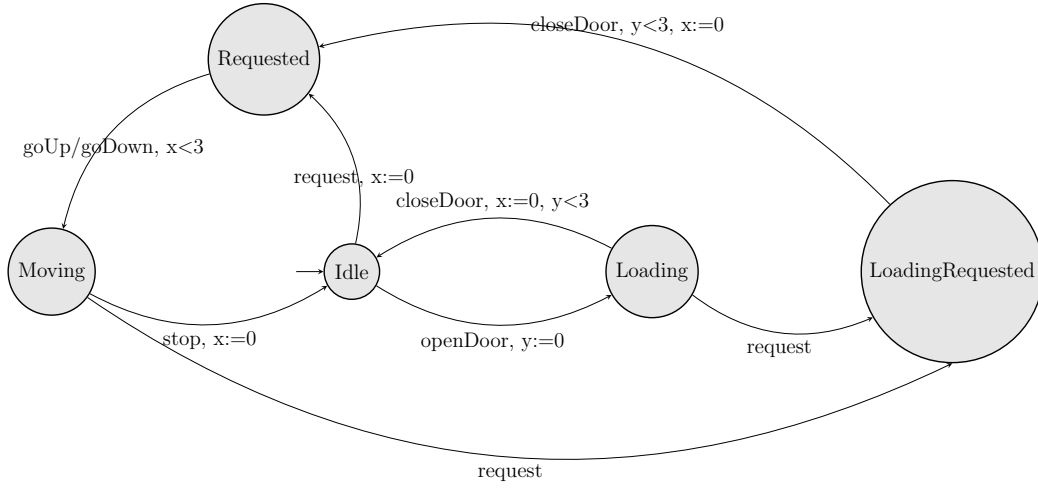 closeDoor, y<3, x:=0
Requested
goUp/goDown, x<3
request, x:=0
closeDoor, x:=0, y<3
Moving
Idle
Loading
LoadingRequested
stop, x:=0
openDoor, y:=0
request
request